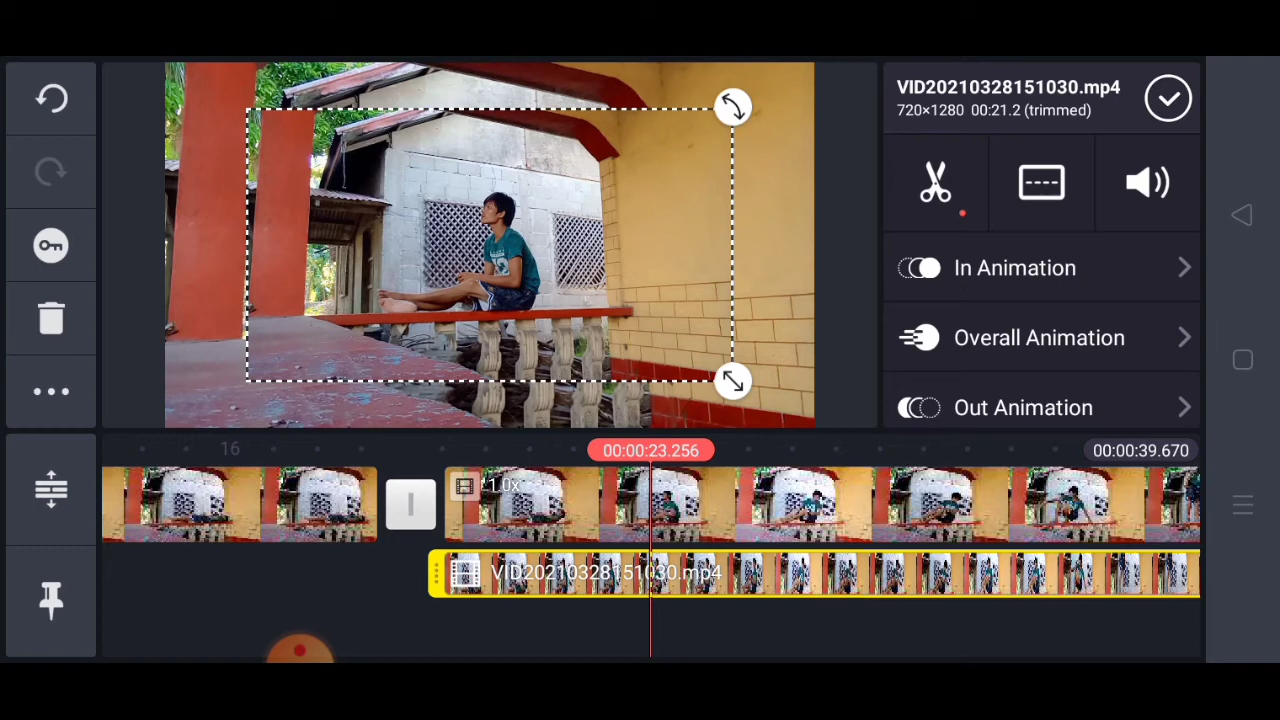 VID20210328151030.mp4
720×1280 00:21.2 (trimmed)
In Animation
Overall Animation
Out Animation
16
00:00:23.256
00:00:39.670
1.0x
VID20210328151030.mp4